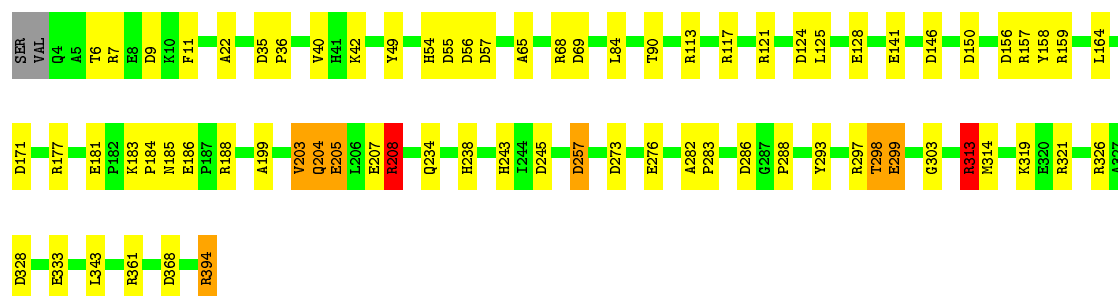 SER VAL Q4 A5 T6 R7 E8 D9 K10 F11 A22 D35 P36 V40 H41 K42 Y49 H54 D55 D56 D57 A65 R68 D69 L84 T90 R113 R117 R121 D124 L125 E128 E141 D146 D150 D156 R157 Y158 R159 L164
D171 R177 E181 P182 K183 P184 N185 E186 P187 R188 A199 V203 Q204 E205 L206 E207 R208 Q234 H238 H243 I244 D245 D257 D273 E276 A282 P283 D286 G287 P288 Y293 R297 T298 E299 G303 R313 M314 K319 E320 R321 R326 A327
D328 E333 L343 R361 D368 R394